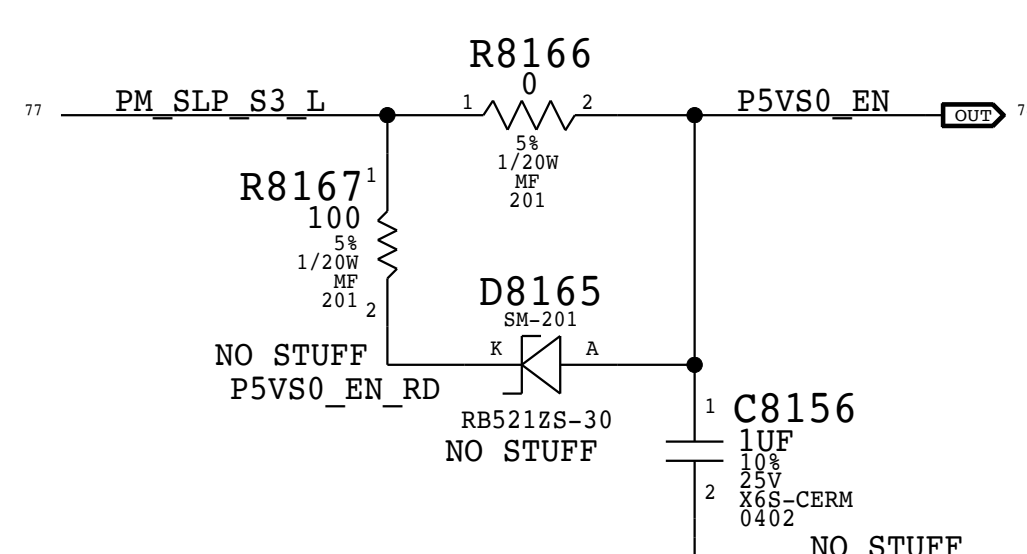 R8166
0
77
PM_SLP_S3_L
1
2
P5VS0_EN
OUT
7
5%
1/20W
MF
201
R8167
1
100
5%
1/20W
MF
201
2
D8165
SM-201
K
A
NO STUFF
P5VS0_EN_RD
RB521ZS-30
NO STUFF
1
C8156
1UF
10%
25V
X6S-CERM
0402
2
NO STUFF